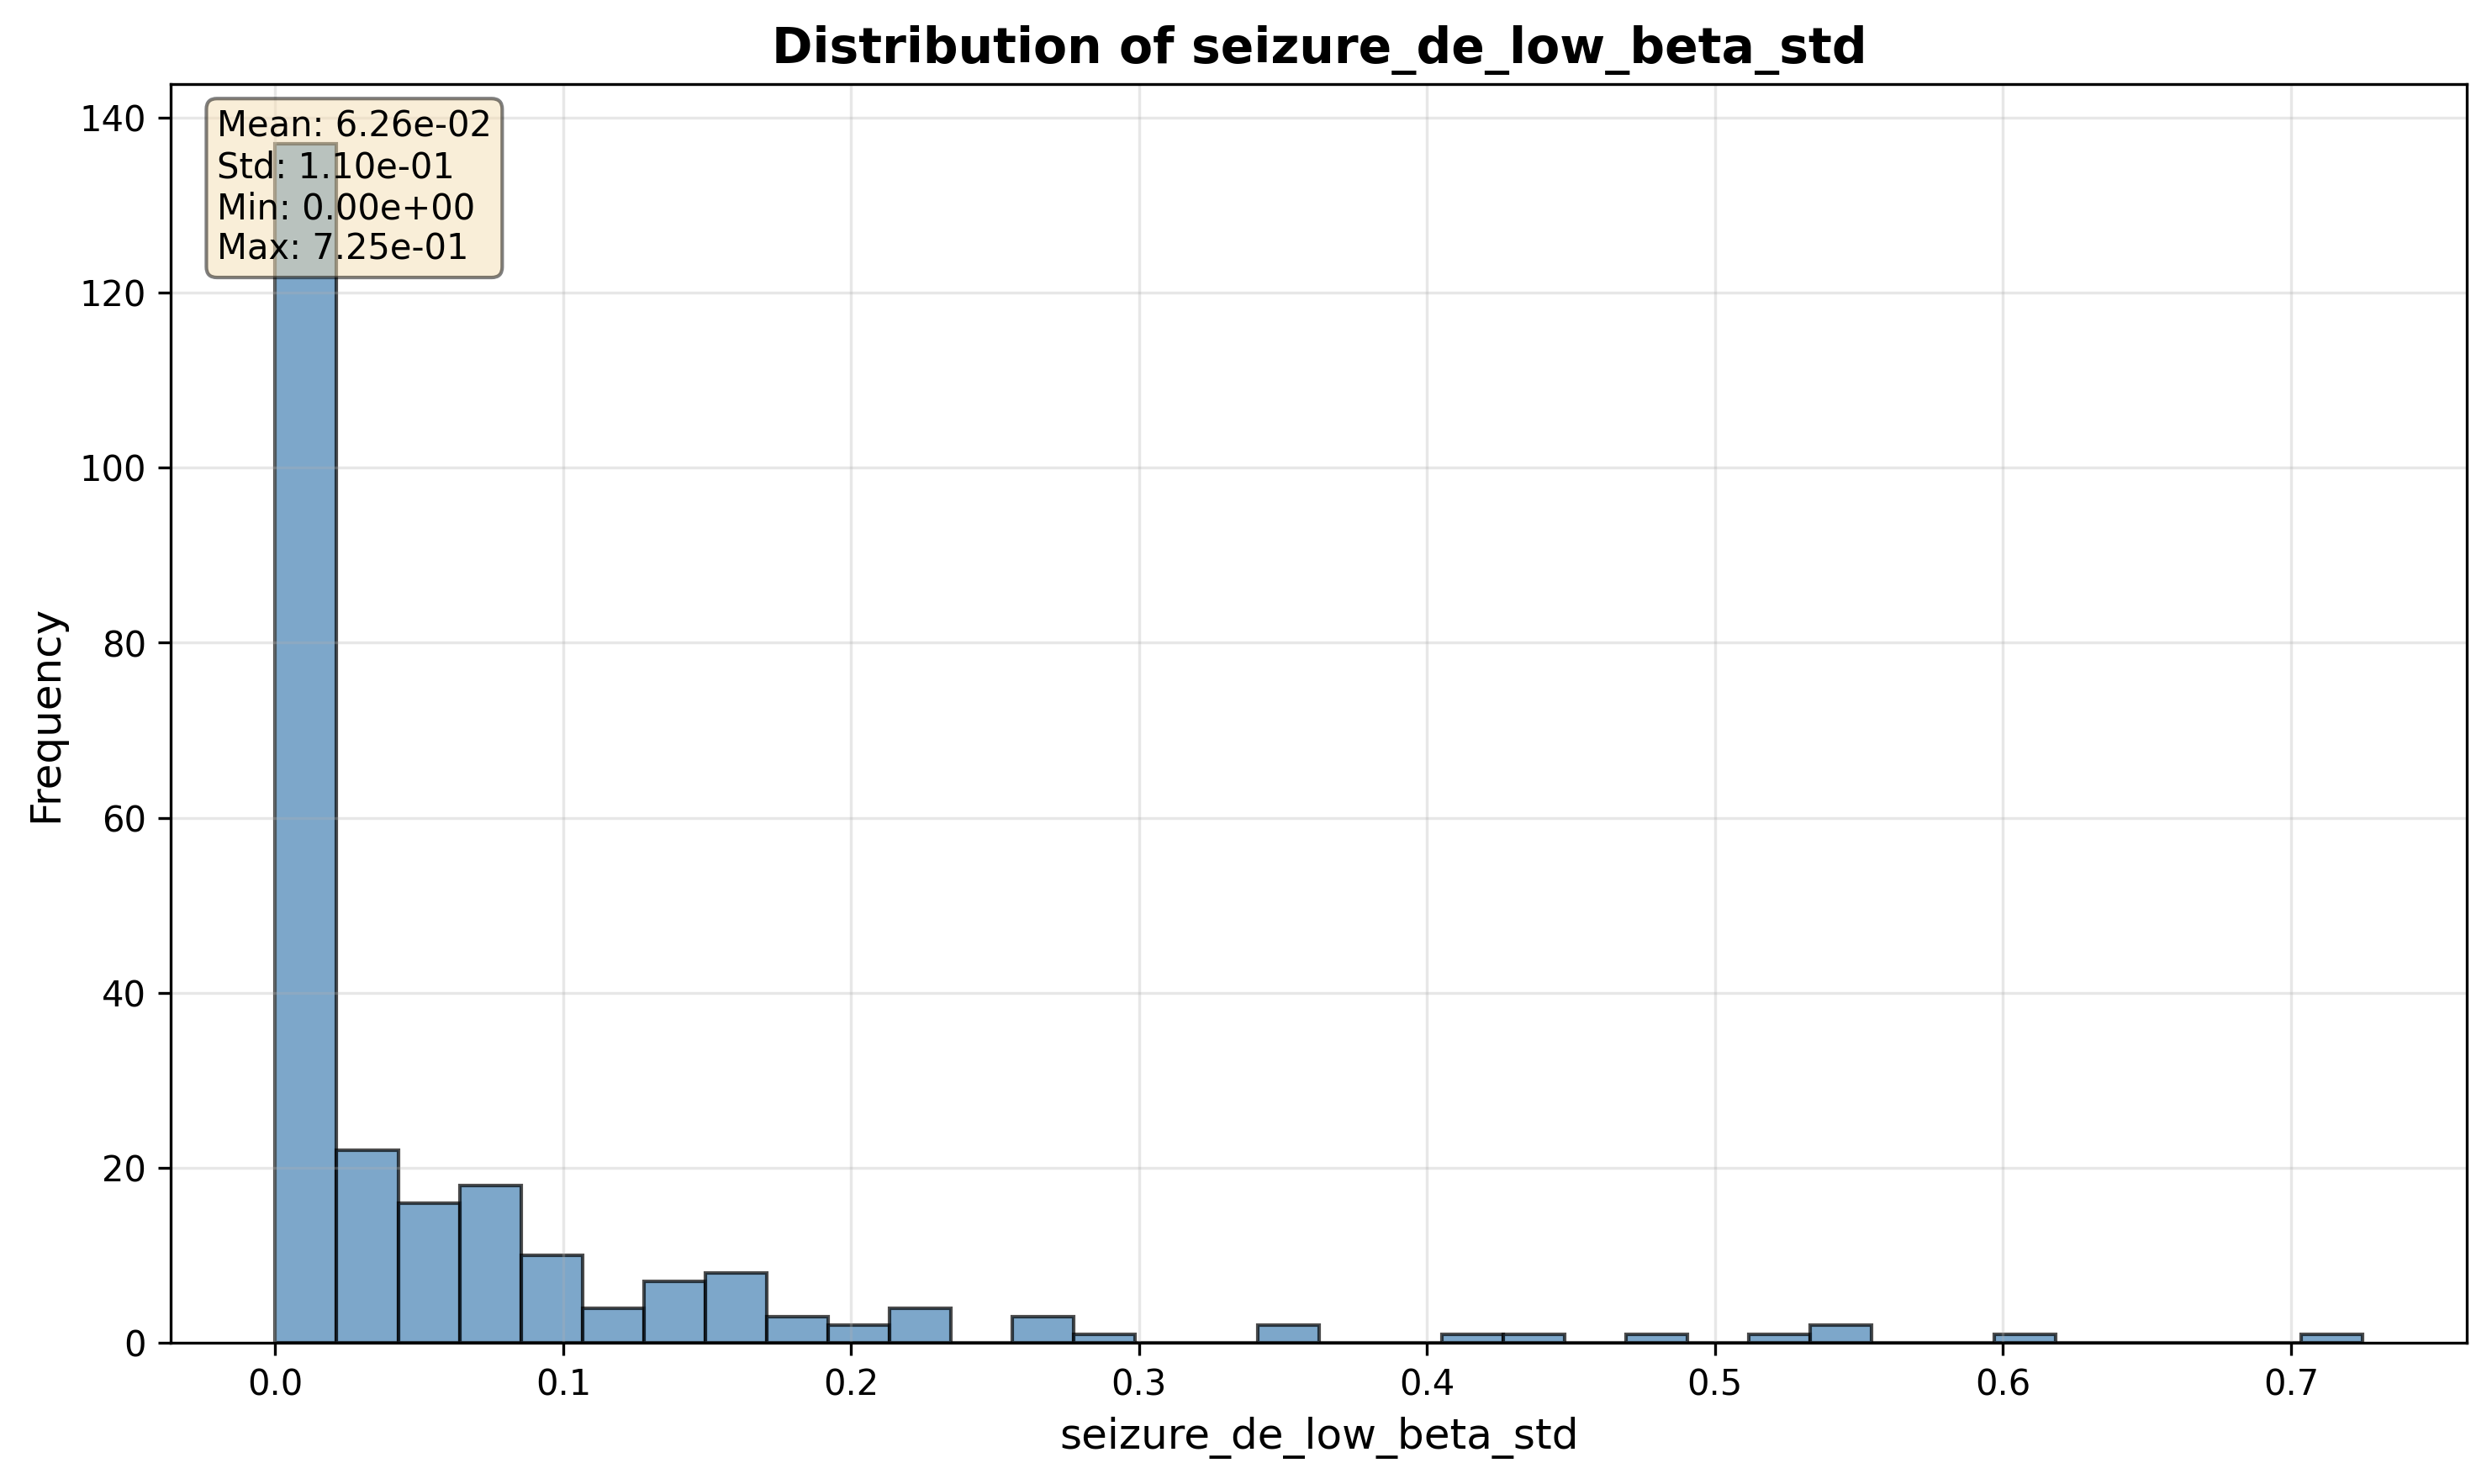 Distribution of seizure_de_low_beta_std
Mean: 6.26e-02
Std: 1.10e-01
Min: 0.00e+00
Max: 7.25e-01
Frequency
140
120
100
80
60
40
20
0
0.0 0.1 0.2 0.3 0.4 0.5 0.6 0.7
seizure_de_low_beta_std